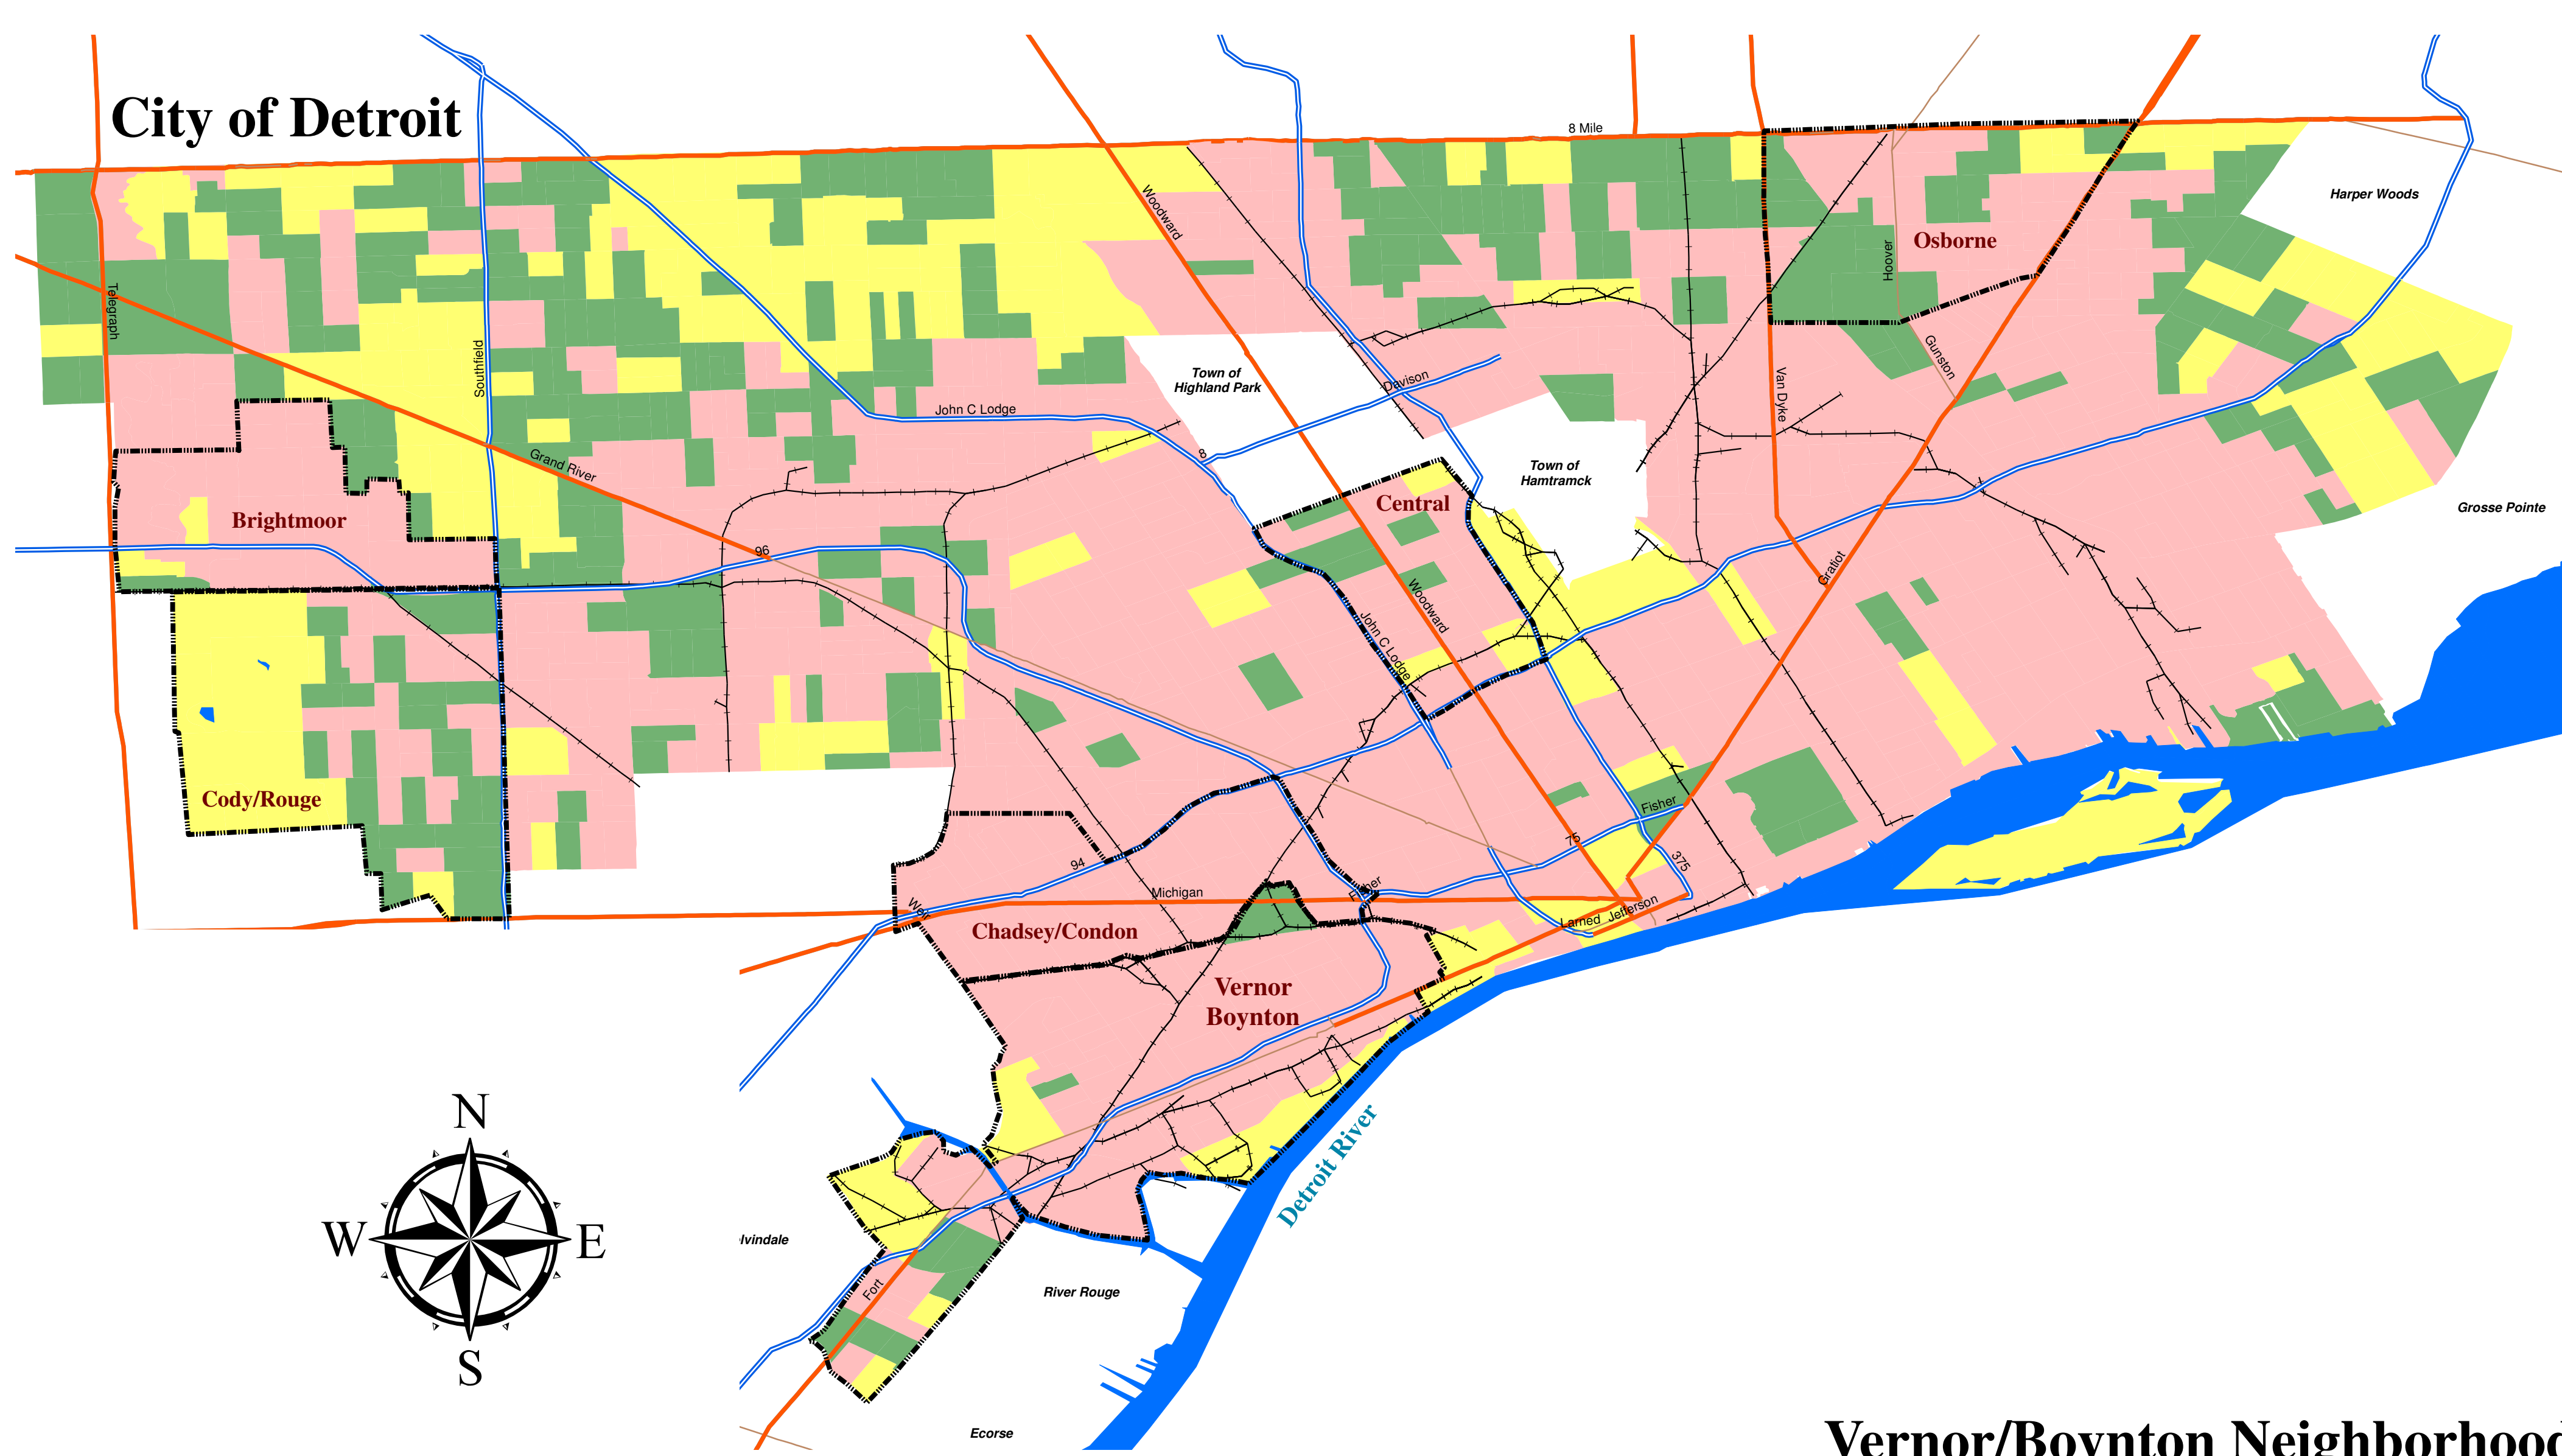 City of Detroit
8 Mile
Harper Woods
Woodward
Osborne
Hoover
Telegraph
Southfield
Gunston
Town of
Highland Park
Davison
Van Dyke
John C Lodge
8
Grand River
Town of
Hamtramck
Central
Grosse Pointe
Brightmoor
96
Gratiot
Woodward
John C Lodge
Cody/Rouge
Fisher
75
375
94
Michigan
Fisher
Larned
Jefferson
Chadsey/Condon
Vernor
Boynton
N
W
E
S
Detroit River
lvindale
Fort
River Rouge
Ecorse
Vernor/Boynton Neighborhood